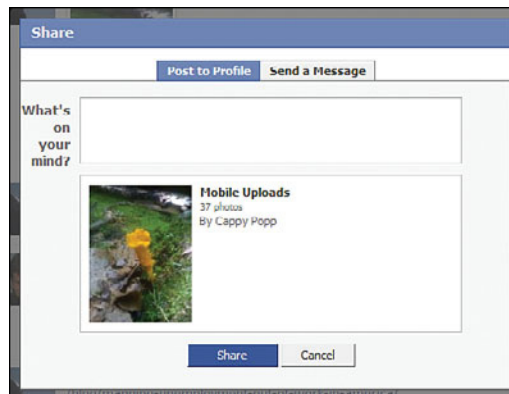 Share
Post to Profile Send a Message
What's
on
your
mind?
Mobile Uploads
37 photos
By Cappy Popp
Share Cancel